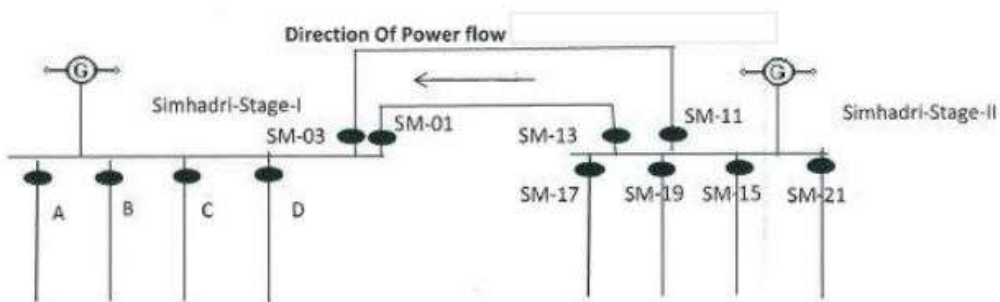 Direction Of Power flow
G
G
Simhadri-Stage-I
Simhadri-Stage-II
SM-03
SM-01
SM-13
SM-11
A
B
C
D
SM-17
SM-19
SM-15
SM-21